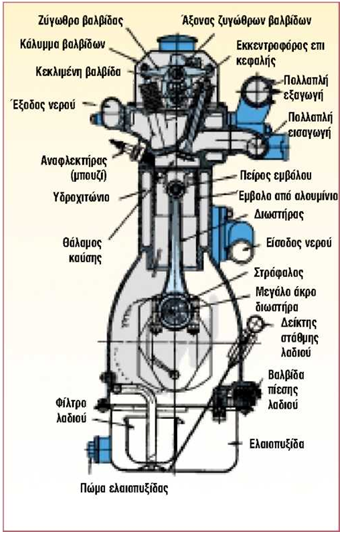 Ζύγωθρο βαλβίδας
Άξονας ζυγώθρων βαλβίδων
Κάλυμμα βαλβίδων
Εκκεντροφόρος επι
κεφαλής
Κεκλιμένη βαλβίδα
Πολλαπλή
εξαγωγή
Έξοδος νερού
Πολλαπλή
εισαγωγή
Αναφλεκτήρας
(μπουζί)
Πείρος εμβόλου
Υδροχιτώνιο
Έμβολο από αλουμίνιο
Διωστήρας
Θάλαμος
καύσης
Είσοδος νερού
Στρόφαλος
Μεγάλο άκρο
διωστήρα
Δείκτης
στάθμης
λαδιού
Βαλβίδα
πίεσης
λαδιού
Φίλτρο
λαδιού
Ελαιοπυξίδα
Πώμα ελαιοπυξίδας